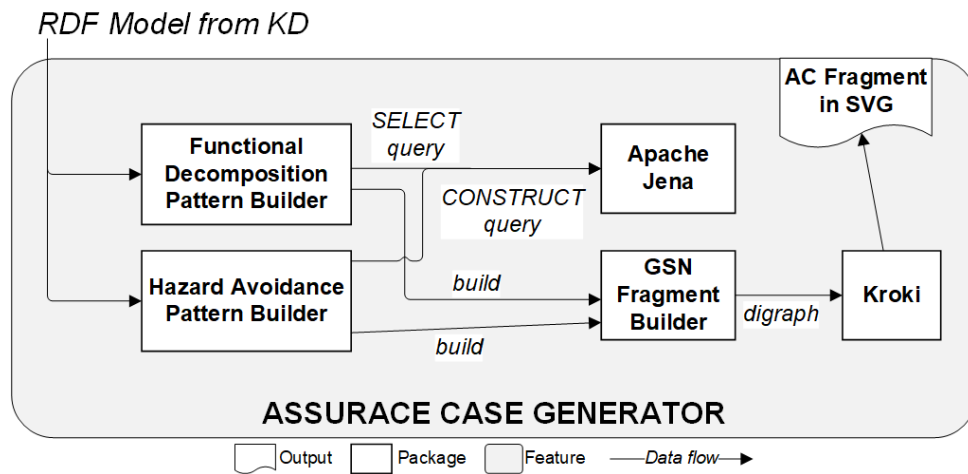 RDF Model from KD
AC Fragment
in SVG
Functional
Decomposition
Pattern Builder
SELECT
query
Apache
Jena
CONSTRUCT
query
Hazard Avoidance
Pattern Builder
build
build
GSN
Fragment
Builder
digraph
Kroki
ASSURACE CASE GENERATOR
Output
Package
Feature
Data flow